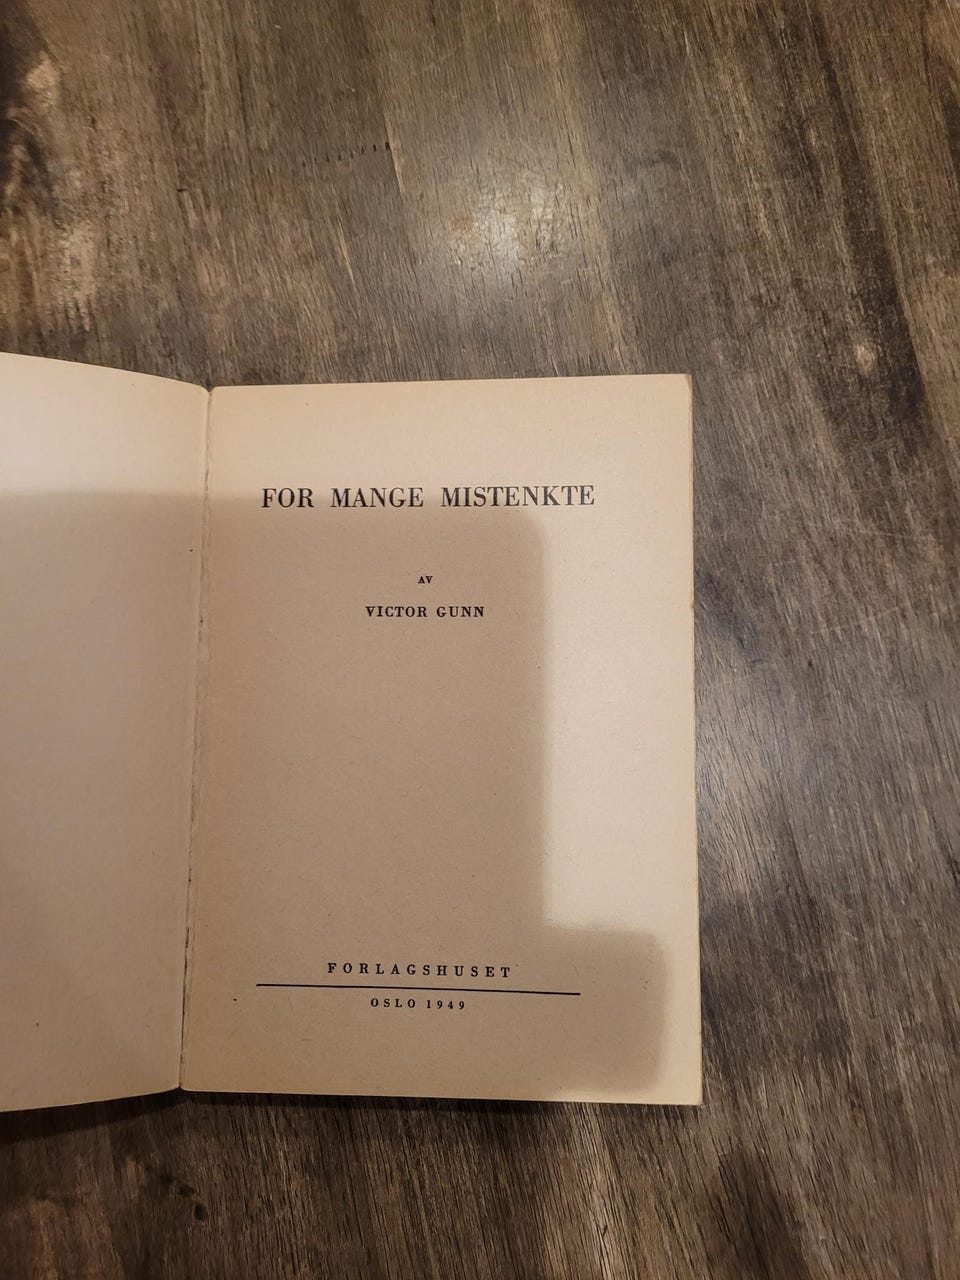 FOR MANGE MISTENKTE
AV
VICTOR GUNN
FORLAGSHUSET
OSLO 1949